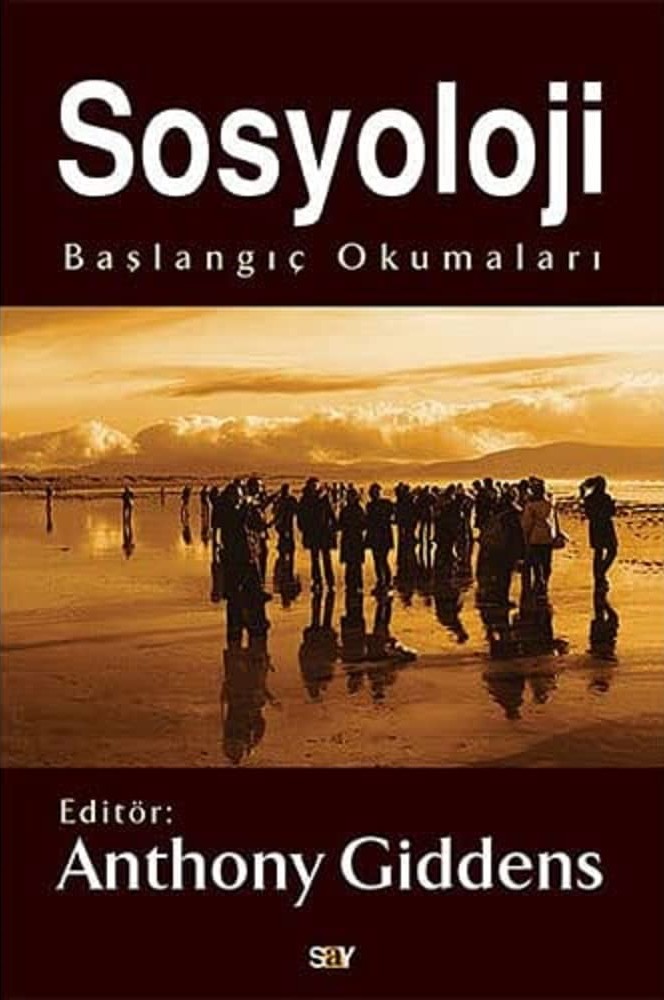 Sosyoloji
Başlangıç Okumaları
Editör:
Anthony Giddens
say